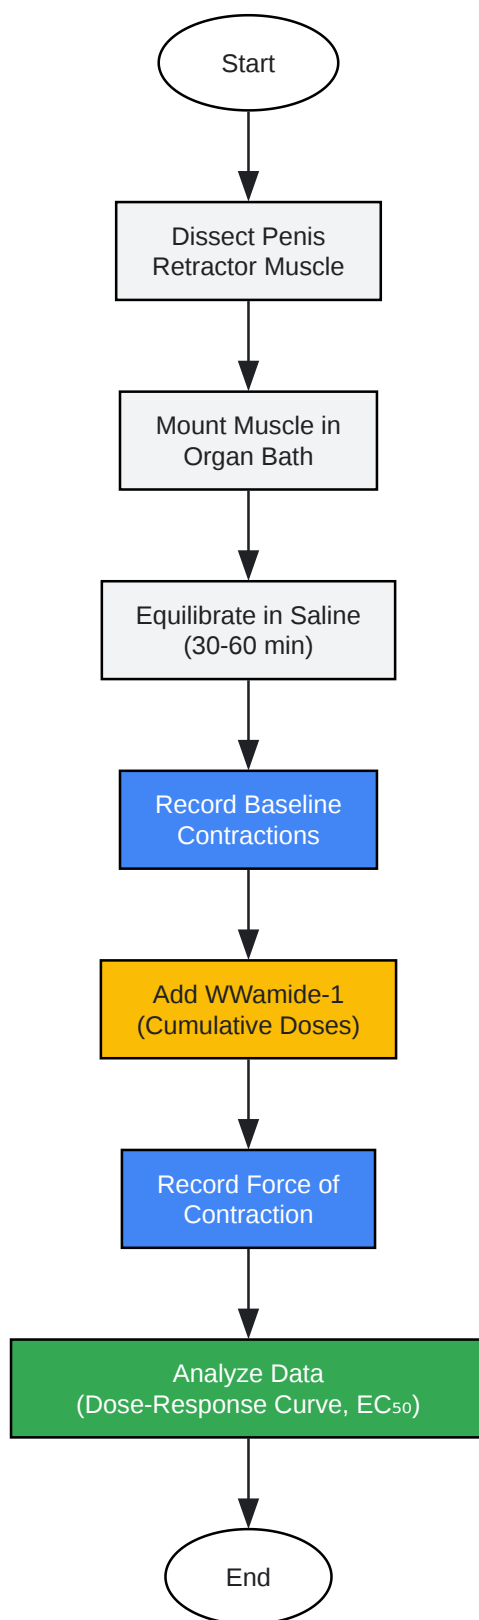 Start
Dissect Penis
Retractor Muscle
Mount Muscle in
Organ Bath
Equilibrate in Saline
(30-60 min)
Record Baseline
Contractions
Add WWamide-1
(Cumulative Doses)
Record Force of
Contraction
Analyze Data
(Dose-Response Curve, EC₅₀)
End